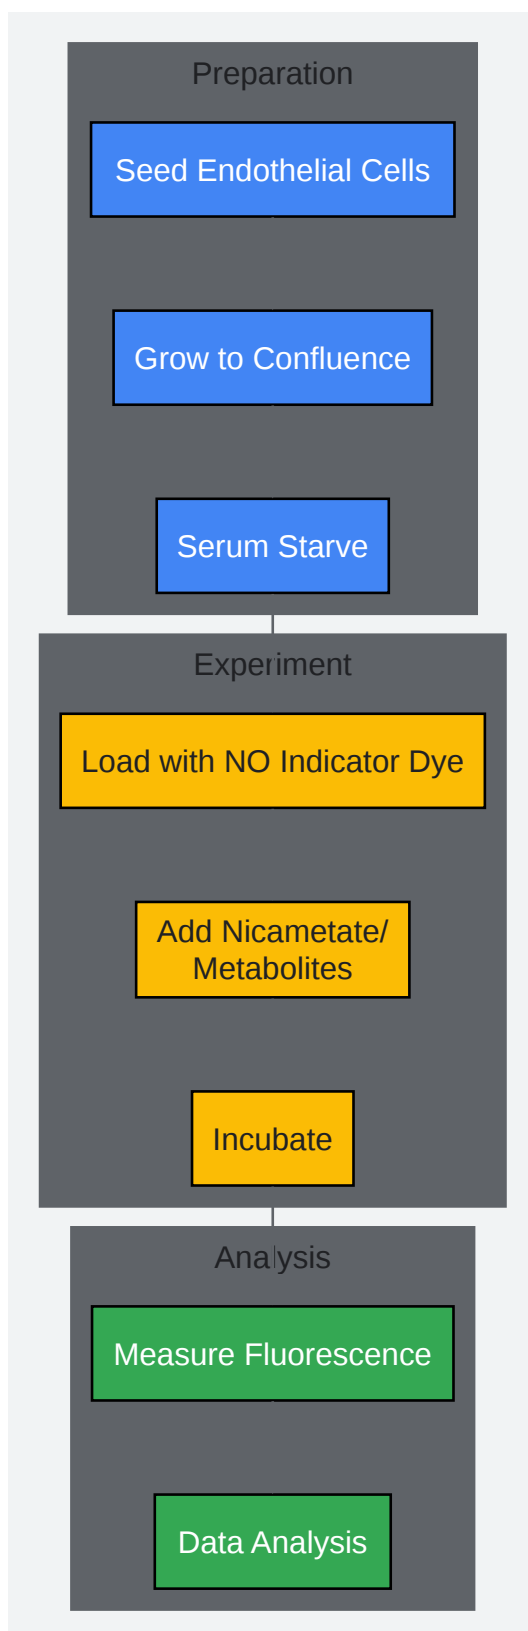 Preparation
Seed Endothelial Cells
Grow to Confluence
Serum Starve
Experiment
Load with NO Indicator Dye
Add Nicametate/
Metabolites
Incubate
Analysis
Measure Fluorescence
Data Analysis